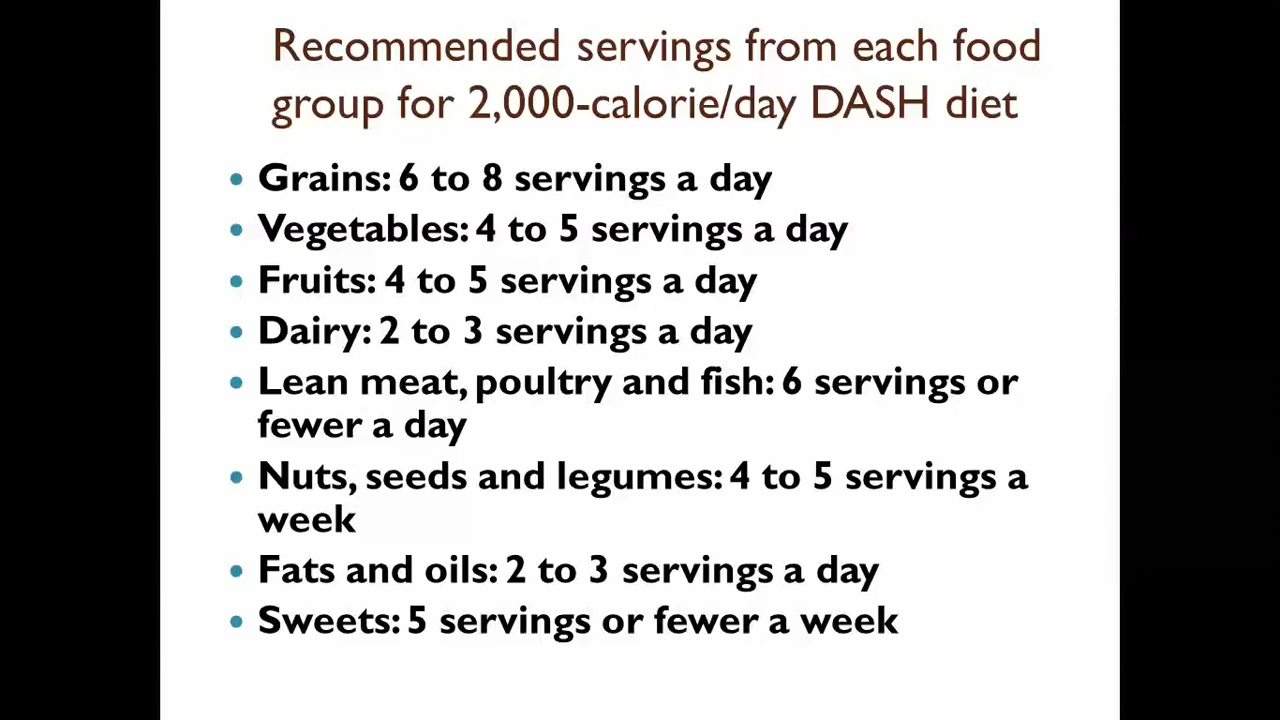 Recommended servings from each food
group for 2,000-calorie/day DASH diet
• Grains: 6 to 8 servings a day
• Vegetables: 4 to 5 servings a day
• Fruits: 4 to 5 servings a day
• Dairy: 2 to 3 servings a day
• Lean meat, poultry and fish: 6 servings or
fewer a day
• Nuts, seeds and legumes: 4 to 5 servings a
week
• Fats and oils: 2 to 3 servings a day
• Sweets: 5 servings or fewer a week